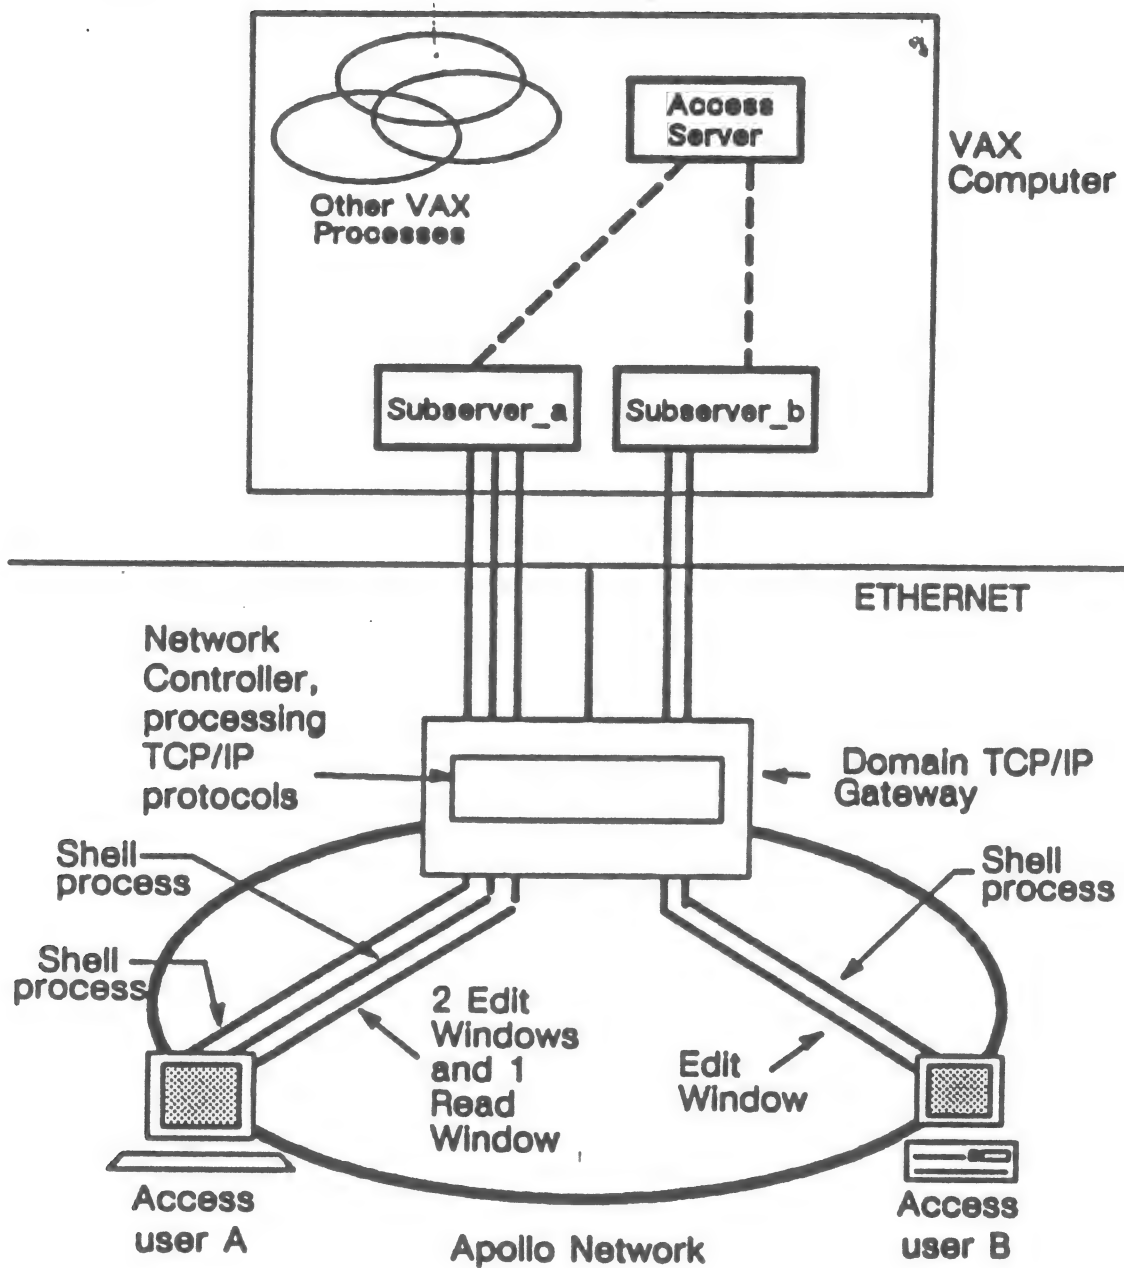 Access
Server
VAX
Computer
Other VAX
Processes
Subserver_a
Subserver_b
ETHERNET
Network
Controller,
processing
TCP/IP
protocols
Domain TCP/IP
Gateway
Shell
process
Shell
process
Shell
process
2 Edit
Windows
and 1
Read
Window
Edit
Window
Access
user A
Access
user B
Apollo Network